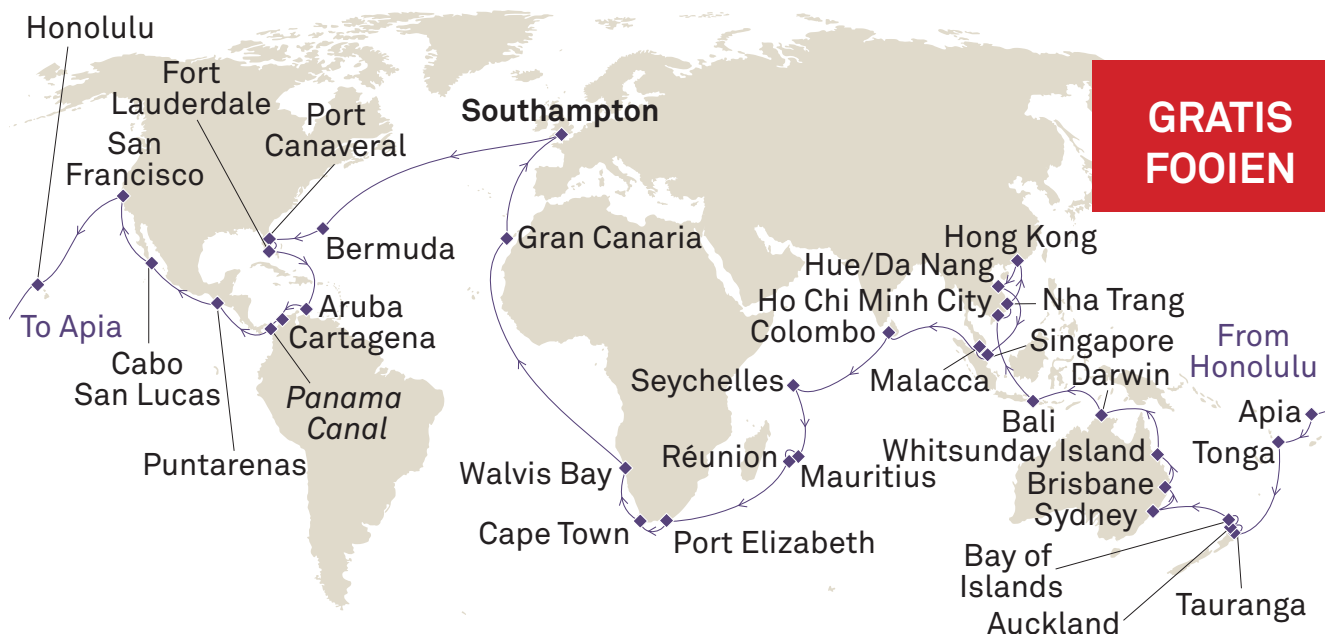 Honolulu
Fort
Lauderdale
Port
Canaveral
San
Francisco
Southampton
GRATIS
FOOIEN
Bermuda
Gran Canaria
Hong Kong
Hue/Da Nang
Ho Chi Minh City
Nha Trang
Colombo
Aruba
Cartagena
To Apia
Cabo
San Lucas
Panama
Canal
Puntarenas
Singapore
Malacca
Darwin
From
Honolulu
Seychelles
Bali
Apia
Whitsunday Island
Tonga
Réunion
Mauritius
Walvis Bay
Brisbane
Sydney
Cape Town
Port Elizabeth
Bay of
Islands
Auckland
Tauranga